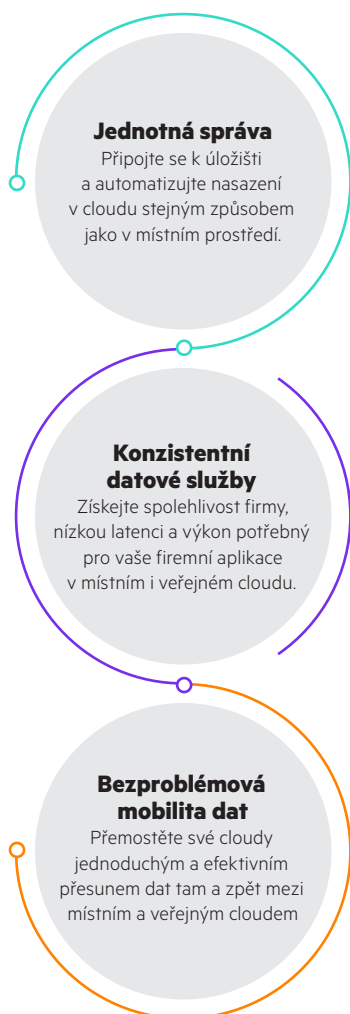 Jednotná správa
Připojte se k úložišti
a automatizujte nasazení
v cloudu stejným způsobem
jako v místním prostředí.
Konzistentní
datové služby
Získejte spolehlivost firmy,
nízkou latenci a výkon potřebný
pro vaše firemní aplikace
v místním i veřejném cloudu.
Bezproblémová
mobilita dat
Přemostěte své cloudy
jednoduchým a efektivním
přesunem dat tam a zpět mezi
místním a veřejným cloudem